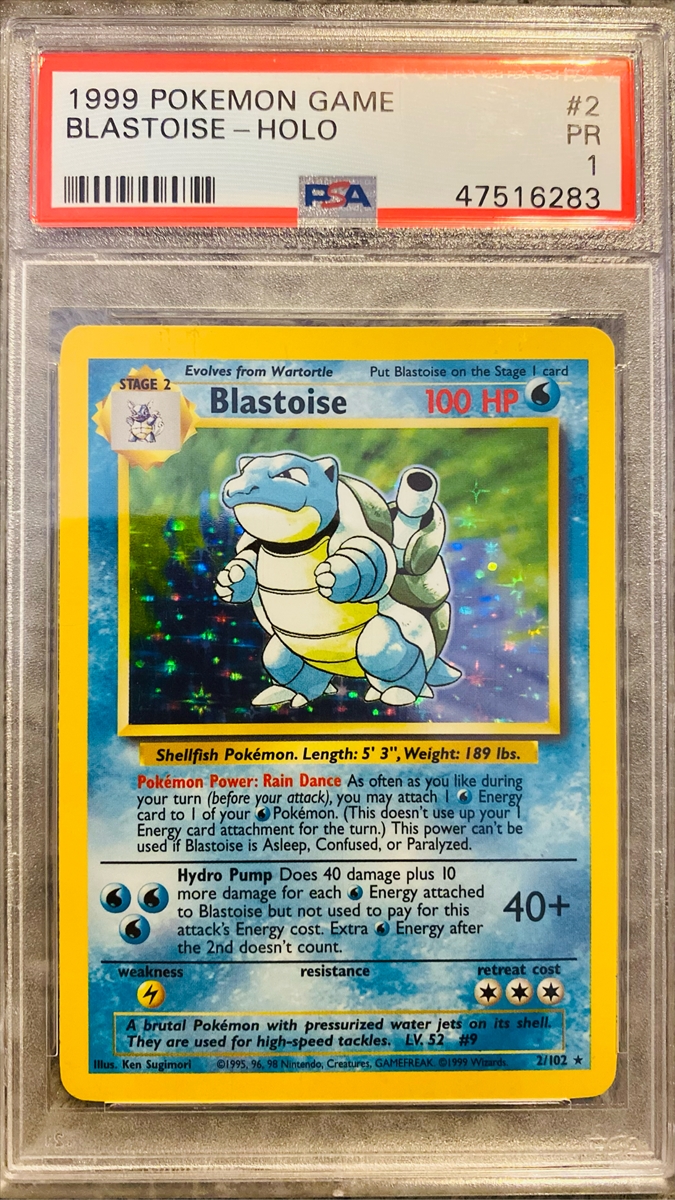 1999 POKEMON GAME #2
BLASTOISE – HOLO PR
1
PSA 47516283
Evolves from Wartortle Put Blastoise on the Stage 1 card
STAGE 2
Blastoise 100 HP
Shellfish Pokémon. Length: 5' 3", Weight: 189 lbs.
Pokémon Power: Rain Dance As often as you like during
your turn (before your attack), you may attach 1 Energy
card to 1 of your Pokémon. (This doesn't use up your 1
Energy card attachment for the turn.) This power can't be
used if Blastoise is Asleep, Confused, or Paralyzed.
Hydro Pump Does 40 damage plus 10
more damage for each Energy attached
to Blastoise but not used to pay for this
attack's Energy cost. Extra Energy after
the 2nd doesn't count.
40+
weakness resistance retreat cost
A brutal Pokémon with pressurized water jets on its shell.
They are used for high-speed tackles. LV. 52 #9
Illus. Ken Sugimori ©1995, 96, 98 Nintendo, Creatures, GAMEFREAK. ©1999 Wizards. 2/102 ★